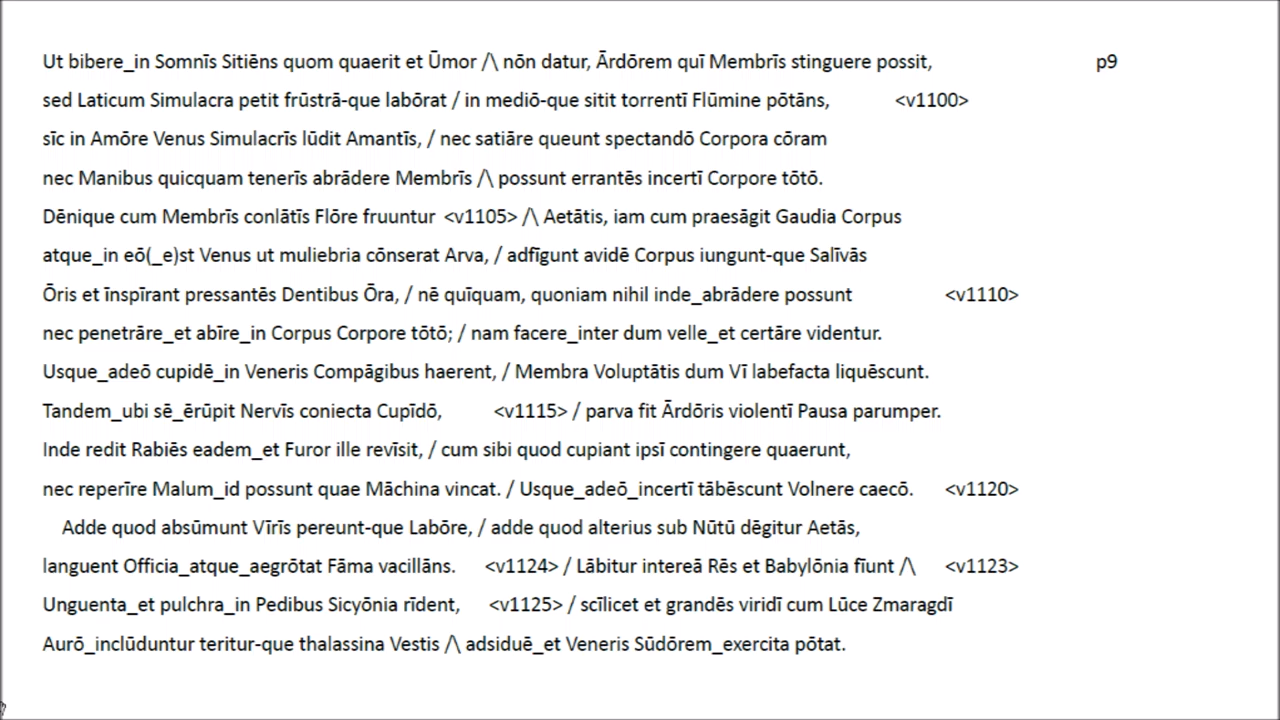 Ut bibere_in Somnīs Sitiēns quom quaerit et Ūmor /\ nōn datur, Ārdōrem quī Membrīs stinguere possit, p9
sed Laticum Simulacra petit frūstrā-que labōrat / in mediō-que sitit torrentī Flūmine pōtāns, <v1100>
sīc in Amōre Venus Simulacrīs lūdit Amantīs, / nec satiāre queunt spectandō Corpora cōram
nec Manibus quicquam tenerīs abrādere Membrīs /\ possunt errantēs incertī Corpore tōtō.
Dēnique cum Membrīs conlātīs Flōre fruuntur <v1105> /\ Aetātis, iam cum praesāgit Gaudia Corpus
atque_in eō(_e)st Venus ut muliebria cōnserat Arva, / adfīgunt avidē Corpus iungunt-que Salīvās
Ōris et īnspīrant pressantēs Dentibus Ōra, / nē quīquam, quoniam nihil inde_abrādere possunt <v1110>
nec penetrāre_et abīre_in Corpus Corpore tōtō; / nam facere_inter dum velle_et certāre videntur.
Usque_adeō cupidē_in Veneris Compāgibus haerent, / Membra Voluptātis dum Vī labefacta liquēscunt.
Tandem_ubi sē_ērūpit Nervīs coniecta Cupīdō, <v1115> / parva fit Ārdōris violentī Pausa parumper.
Inde redit Rabiēs eadem_et Furor ille revīsit, / cum sibi quod cupiant ipsī contingere quaerunt,
nec reperīre Malum_id possunt quae Māchina vincat. / Usque_adeō_incertī tābēscunt Volnere caecō. <v1120>
Adde quod absūmunt Vīrīs pereunt-que Labōre, / adde quod alterius sub Nūtū dēgitur Aetās,
languent Officia_atque_aegrōtat Fāma vacillāns. <v1124> / Lābitur intereā Rēs et Babylōnia fīunt /\ <v1123>
Unguenta_et pulchra_in Pedibus Sicyōnia rīdent, <v1125> / scīlicet et grandēs viridī cum Lūce Zmaragdī
Aurō_inclūduntur teritur-que thalassina Vestis /\ adsiduē_et Veneris Sūdōrem_exercita pōtat.